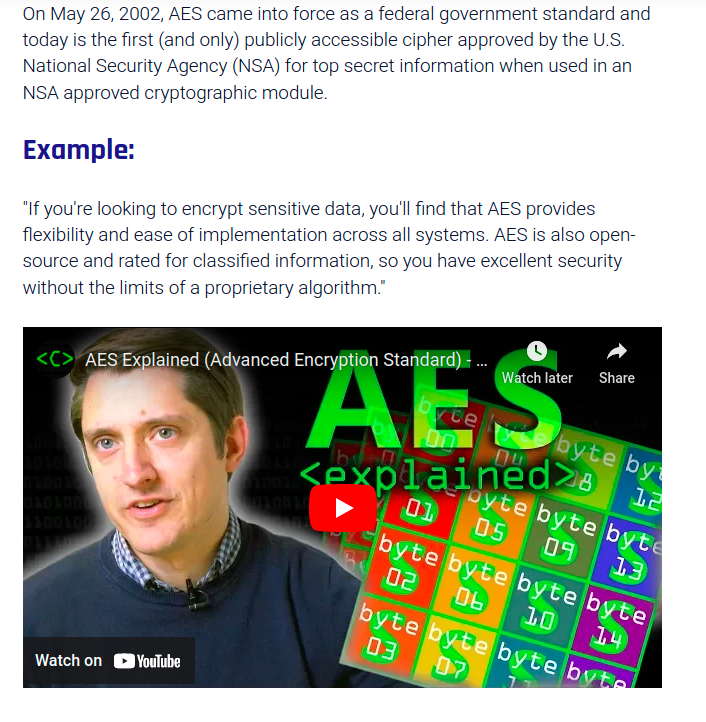 On May 26, 2002, AES came into force as a federal government standard and
today is the first (and only) publicly accessible cipher approved by the U.S.
National Security Agency (NSA) for top secret information when used in an
NSA approved cryptographic module.
Example:
"If you're looking to encrypt sensitive data, you'll find that AES provides
flexibility and ease of implementation across all systems. AES is also open-
source and rated for classified information, so you have excellent security
without the limits of a proprietary algorithm."
<C> AES Explained (Advanced Encryption Standard) - ...
Watch later
Share
AES
<explained>
byte 00
byte 04
byte 8
byt 12
01
byte 05
byte 09
byte 13
byte 02
byte 06
byte 10
byte 14
byte 03
byte 07
byte
byte
Watch on YouTube